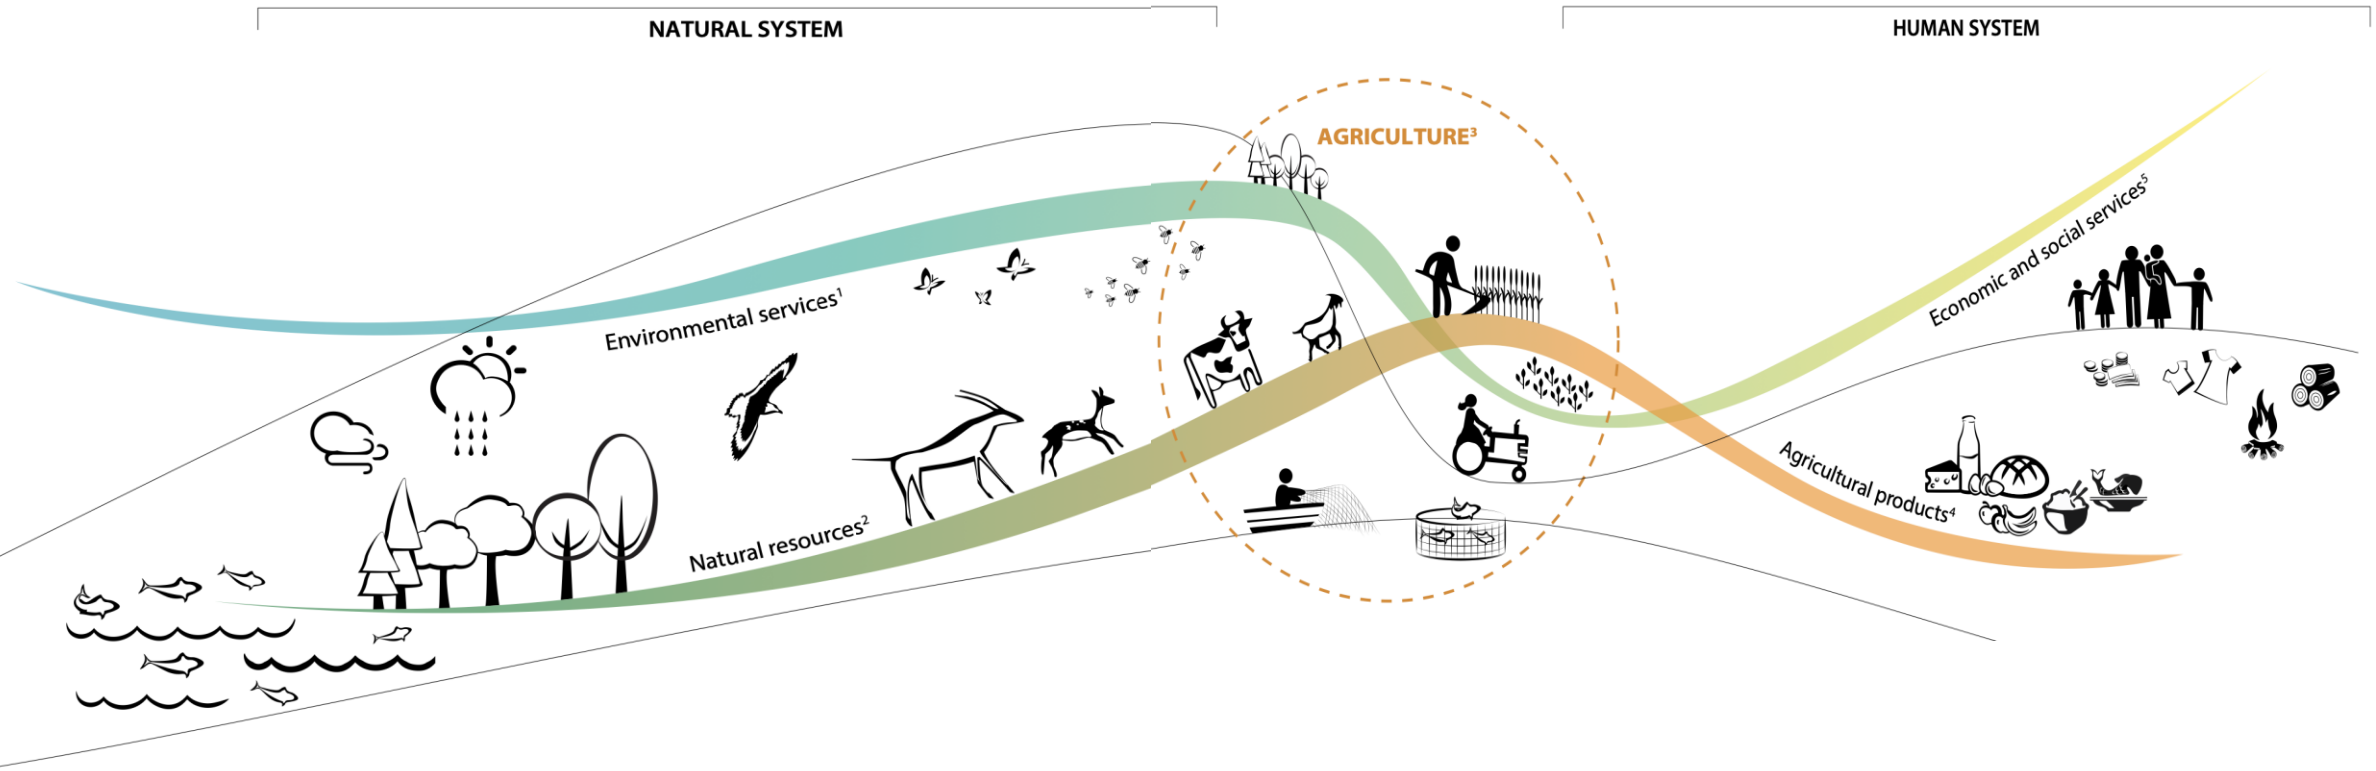 NATURAL SYSTEM
HUMAN SYSTEM
AGRICULTURE³
Environmental services¹
Natural resources²
Economic and social services⁵
Agricultural products⁴